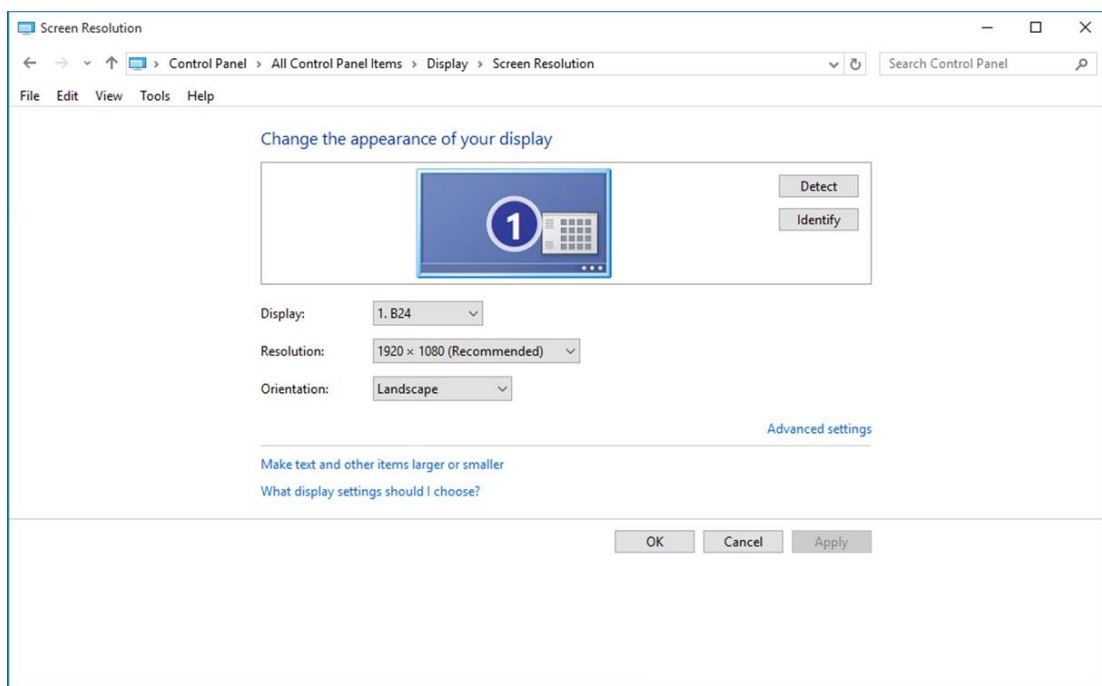 Screen Resolution
Control Panel > All Control Panel Items > Display > Screen Resolution
Search Control Panel
File Edit View Tools Help
Change the appearance of your display
1
Detect
Identify
Display: 1. B24
Resolution: 1920 × 1080 (Recommended)
Orientation: Landscape
Advanced settings
Make text and other items larger or smaller
What display settings should I choose?
OK Cancel Apply